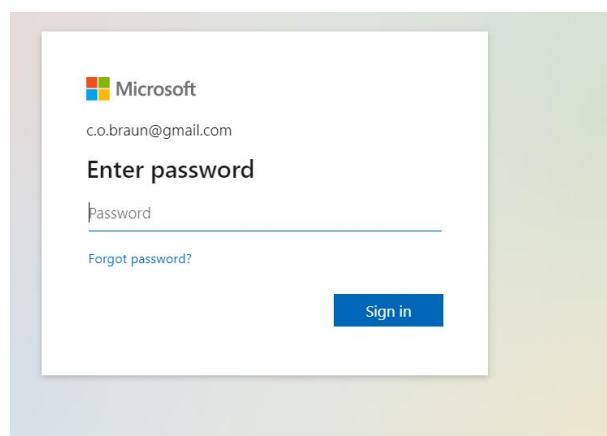 Microsoft
c.o.braun@gmail.com
Enter password
Password
Forgot password?
Sign in